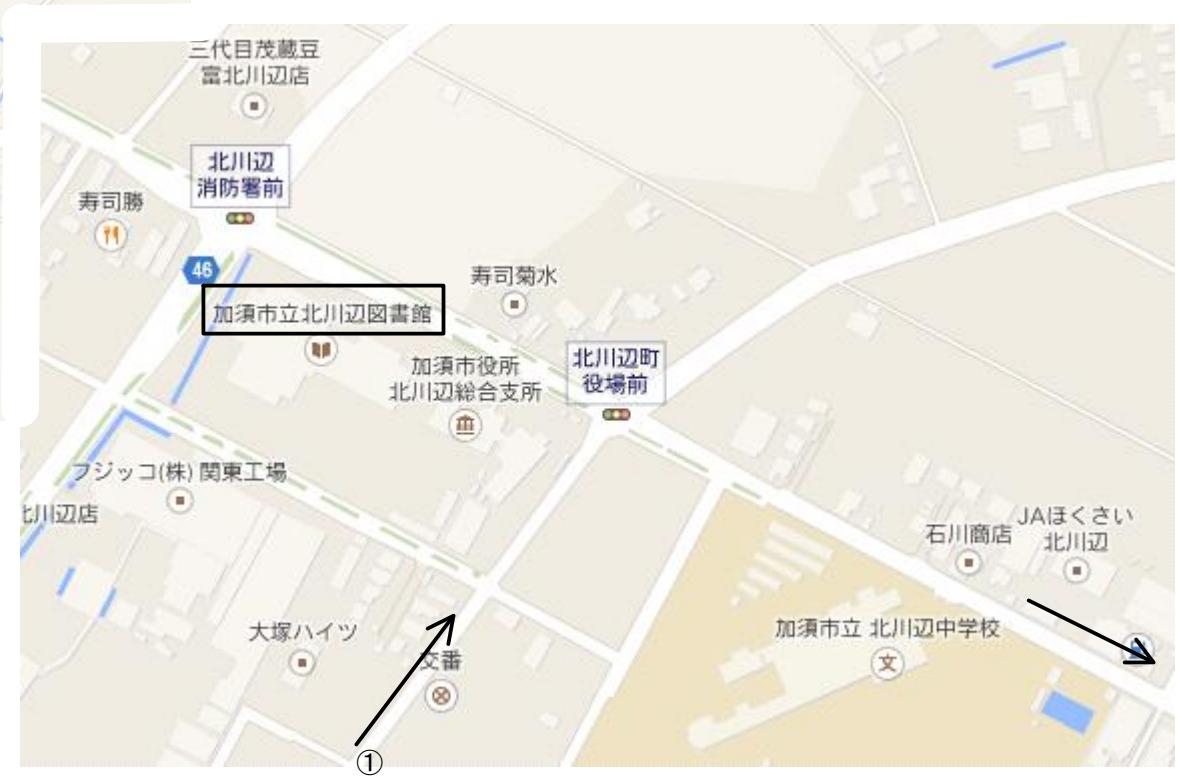 三代目茂蔵豆
富北川辺店
北川辺
消防署前
寿司勝
46
寿司菊水
加須市立北川辺図書館
北川辺町
役場前
加須市役所
北川辺総合支所
フジッコ(株) 関東工場
北川辺店
石川商店
JAほくさい
北川辺
大塚ハイツ
加須市立 北川辺中学校
文
交番
①